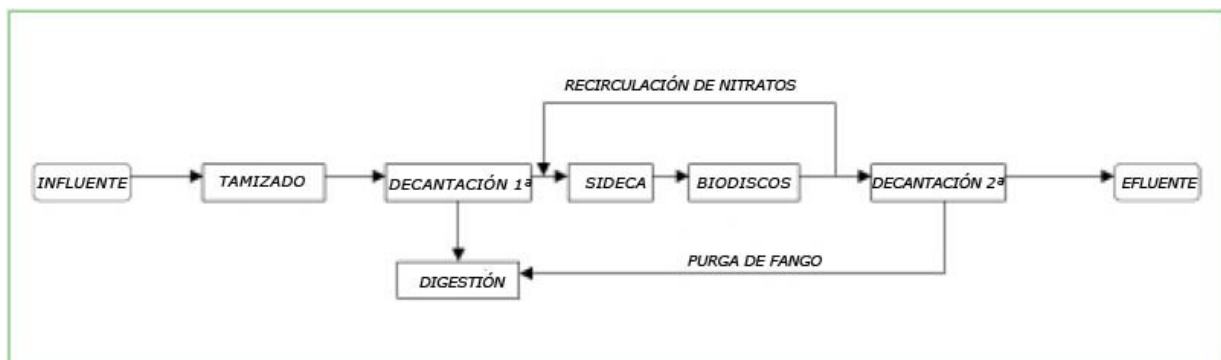 RECIRCULACIÓN DE NITRATOS
INFLUENTE
TAMIZADO
DECANTACIÓN 1ª
SIDECA
BIODISCOS
DECANTACIÓN 2ª
EFLUENTE
PURGA DE FANGO
DIGESTIÓN